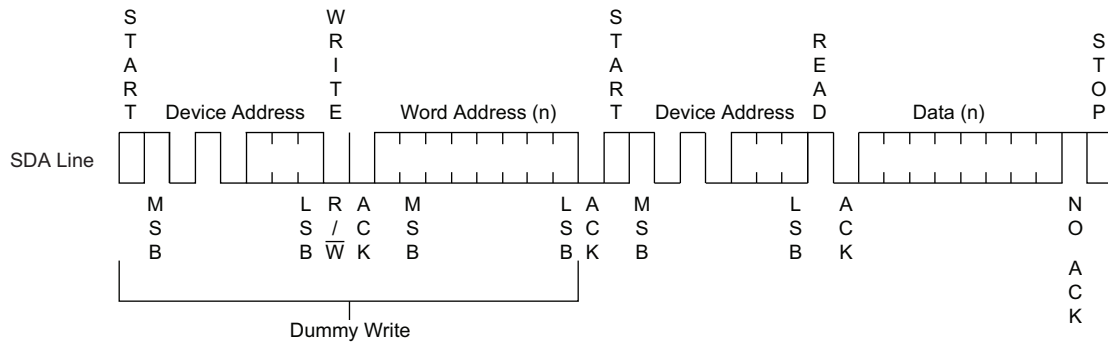 START
WRITE
START
READ
STOP
Device Address
Word Address (n)
Device Address
Data (n)
SDA Line
MSB
LSB
R/W̅
ACK
MSB
LSB
ACK
MSB
LSB
ACK
NO ACK
Dummy Write